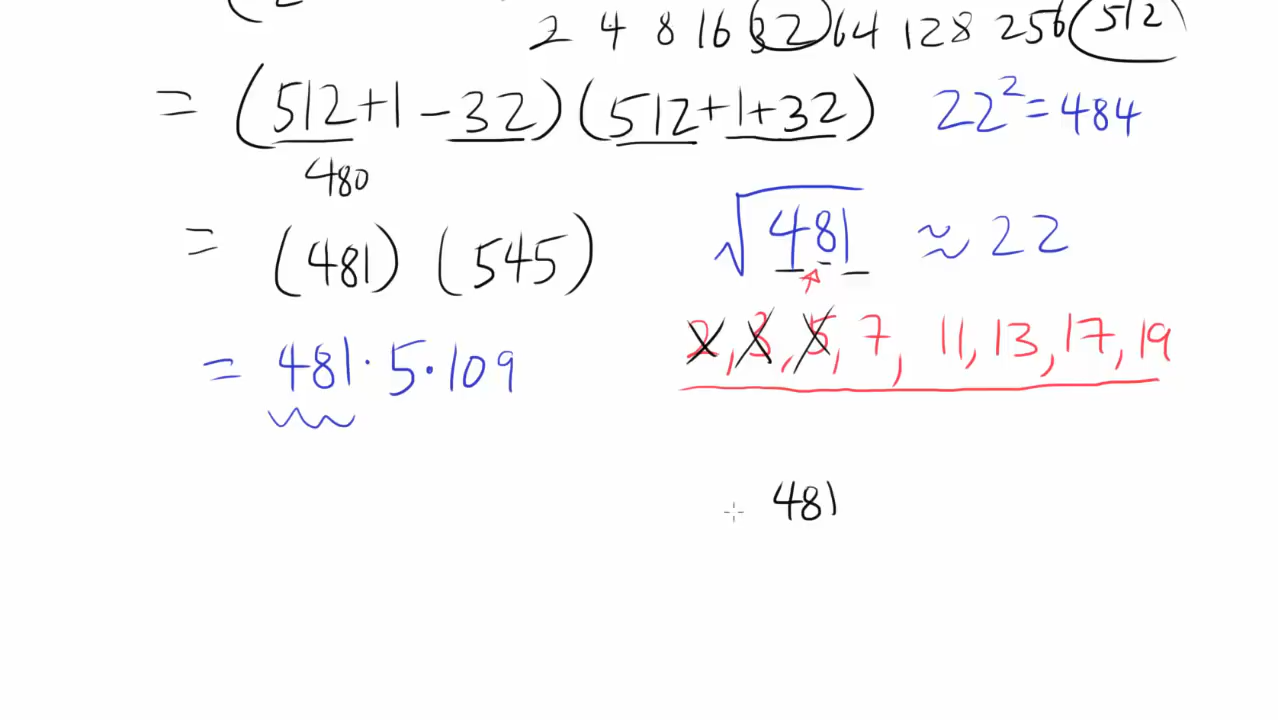 2 4 8 16 32 64 128 256 512
= (512+1-32)(512+1+32) 22²=484
480
= (481) (545) √481 ≈ 22
= 481·5·109 2, 3, 5, 7, 11, 13, 17, 19
481